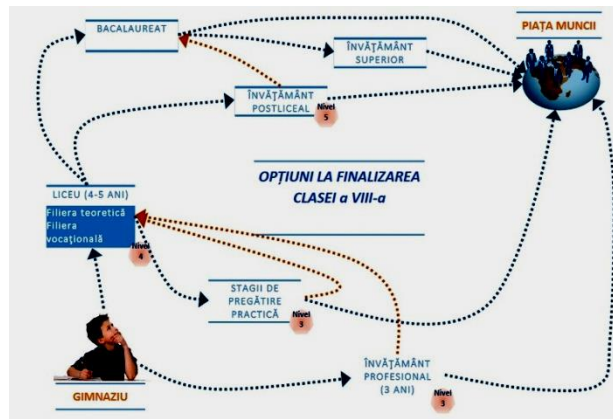 BACALAUREAT
PIAȚA MUNCII
ÎNVĂȚĂMÂNT
SUPERIOR
ÎNVĂȚĂMÂNT
POSTLICEAL
Nivel
5
OPȚIUNI LA FINALIZAREA
CLASEI a VIII-a
LICEU (4-5 ANI)
Filiera teoretică
Filiera
vocațională
Nivel
4
STAGII DE
PREGĂTIRE
PRACTICĂ
Nivel
3
GIMNAZIU
ÎNVĂȚĂMÂNT
PROFESIONAL
(3 ANI)
Nivel
3